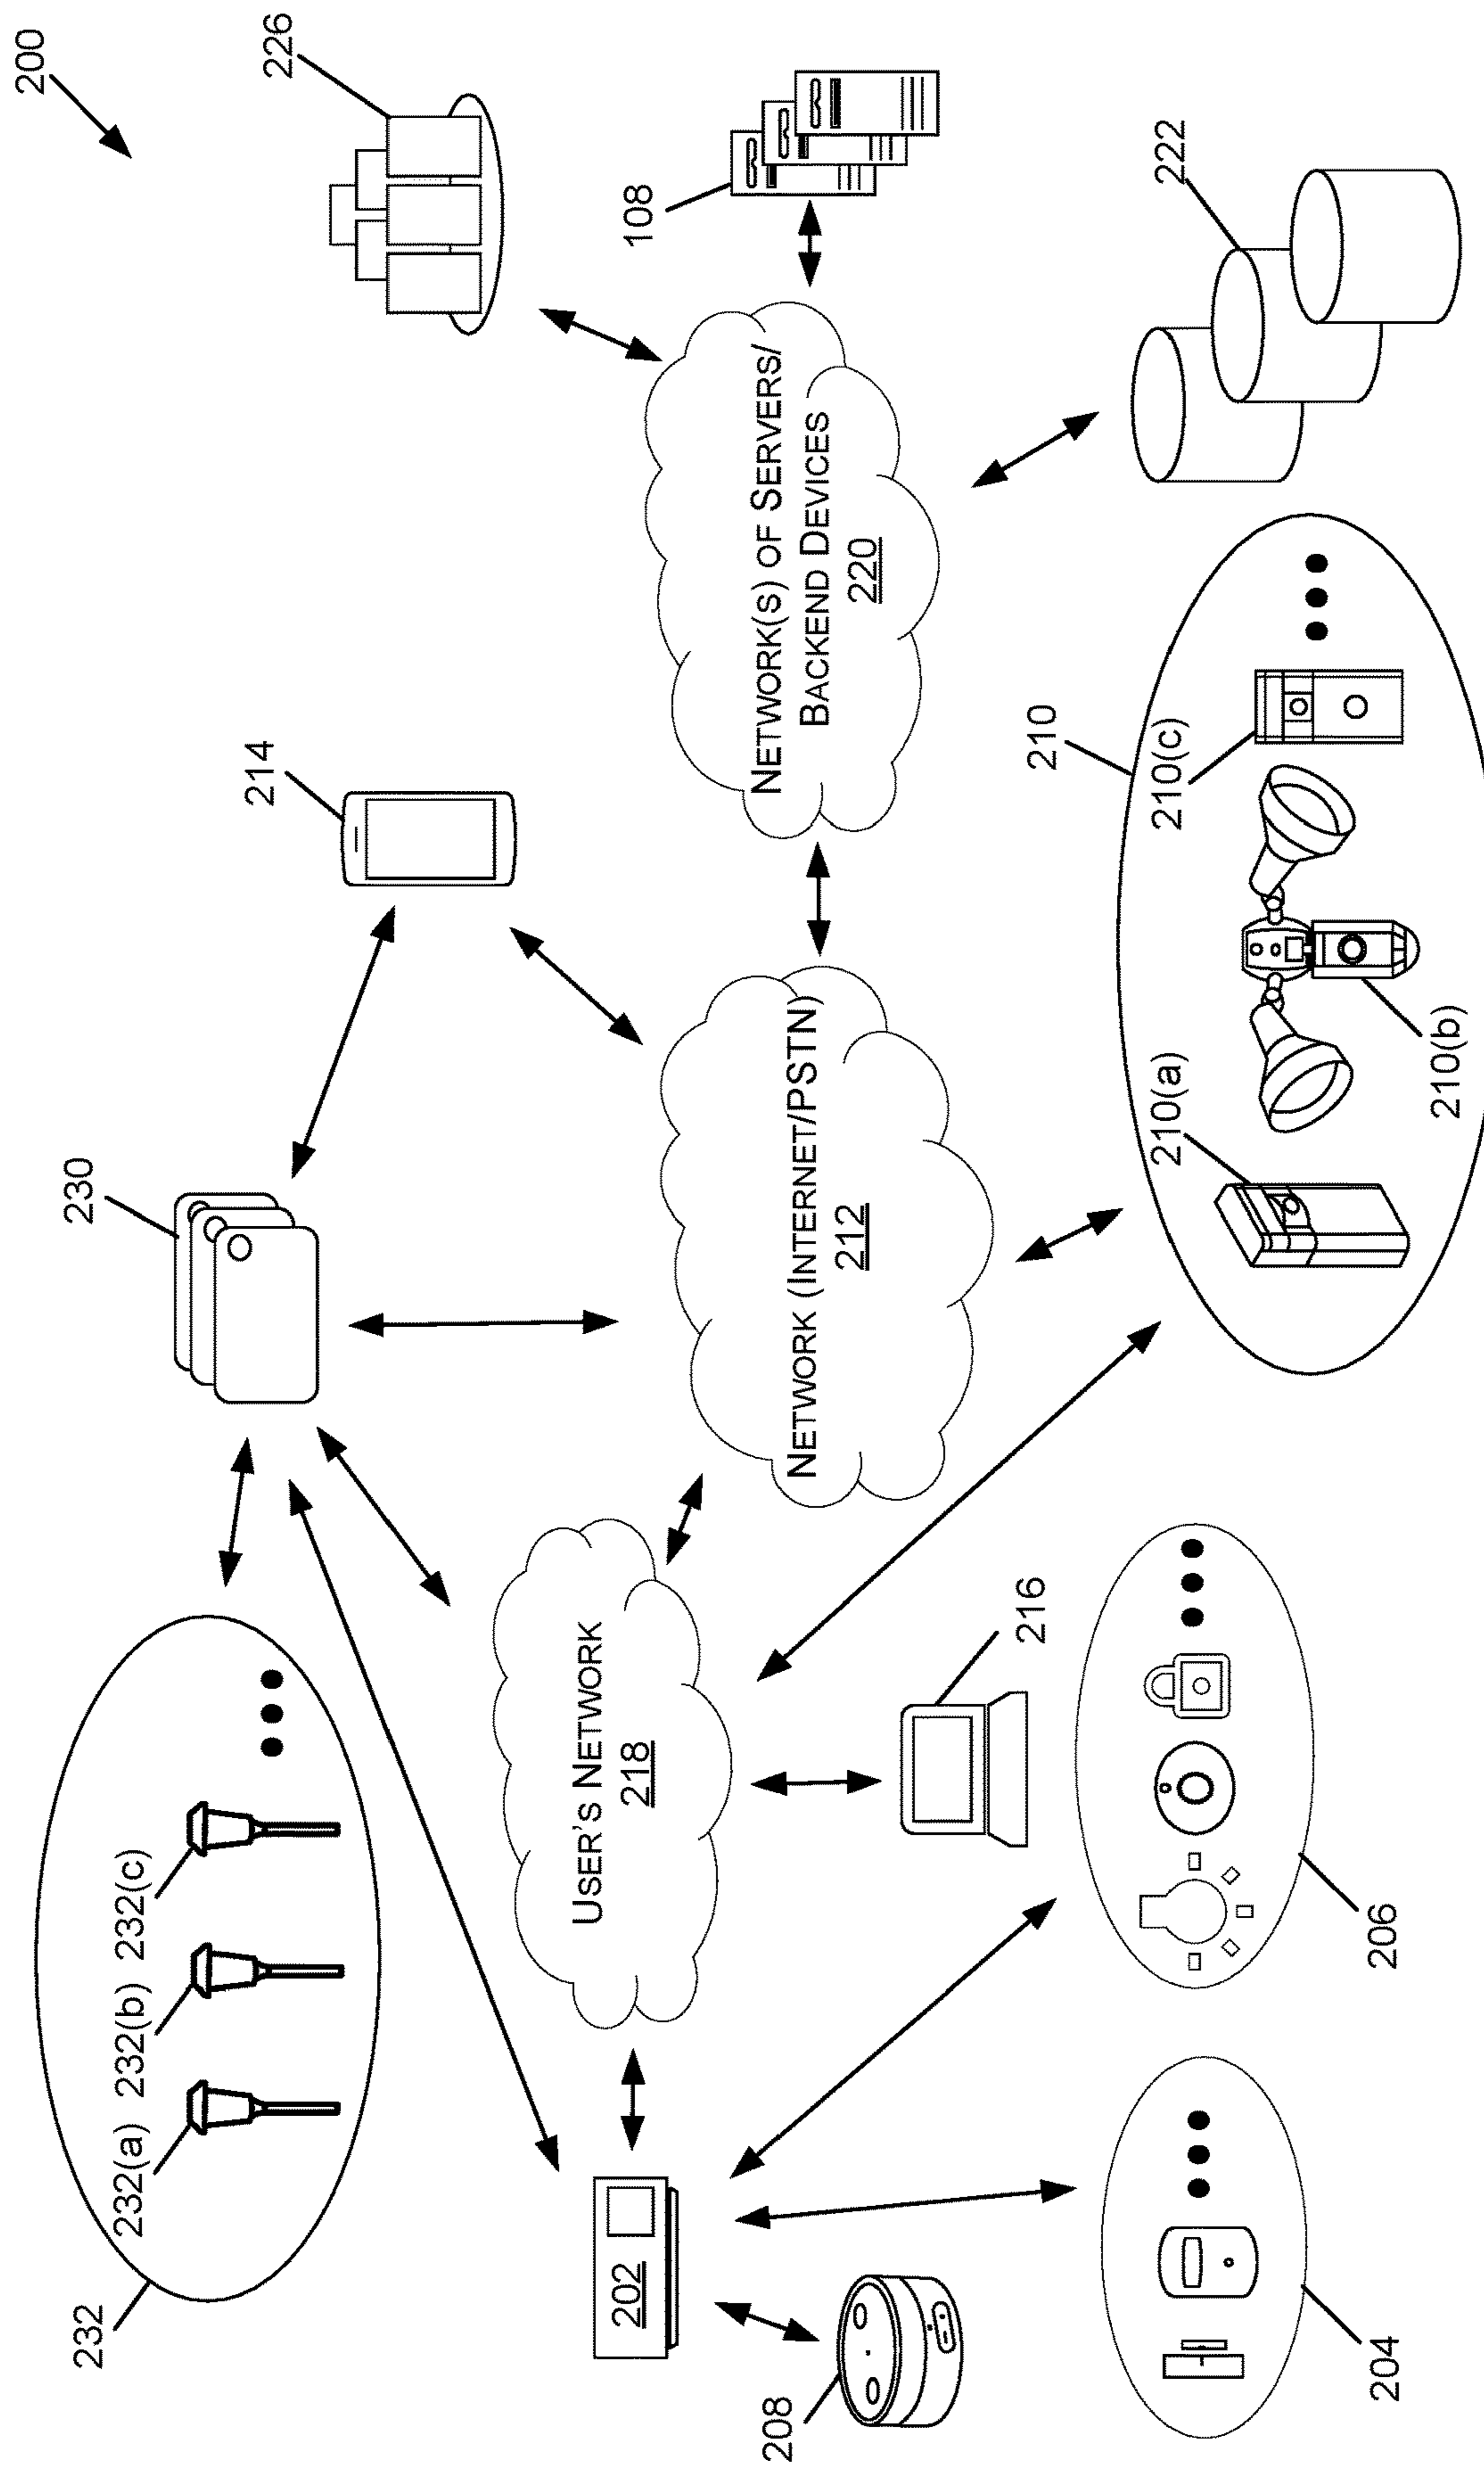 200
226
108
222
214
NETWORK(S) OF SERVERS/
BACKEND DEVICES
220
230
NETWORK (INTERNET/PSTN)
212
210
210(a)
210(b)
210(c)
232
232(a)
232(b)
232(c)
USER'S NETWORK
218
216
202
208
206
204